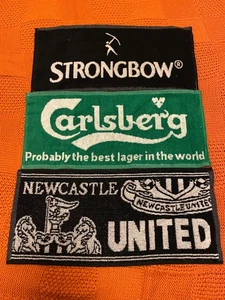 STRONGBOW®
Carlsberg
Probably the best lager in the world
NEWCASTLE
NEWCASTLE UNITED
UNITED